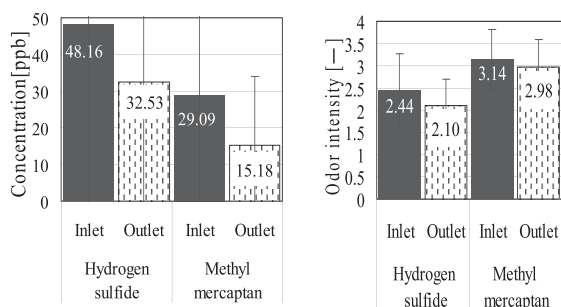 Concentration[ppb]
50
40
30
20
10
0
48.16
32.53
29.09
15.18
Inlet Outlet Inlet Outlet
Hydrogen sulfide
Methyl mercaptan
Odor intensity [—]
4
3.5
3
2.5
2
1.5
1
0.5
0
2.44
2.10
3.14
2.98
Inlet Outlet Inlet Outlet
Hydrogen sulfide
Methyl mercaptan